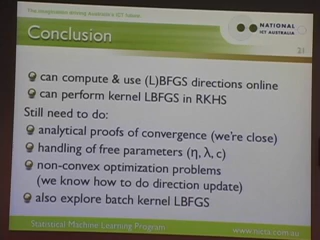 The imagination driving Australia's ICT future
NATIONAL
ICT AUSTRALIA
Conclusion
31
can compute & use (L)BFGS directions online
can perform kernel LBFGS in RKHS
Still need to do:
analytical proofs of convergence (we're close)
handling of free parameters (η, λ, c)
non-convex optimization problems
(we know how to do direction update)
also explore batch kernel LBFGS
Statistical Machine Learning Program
www.nicta.com.au